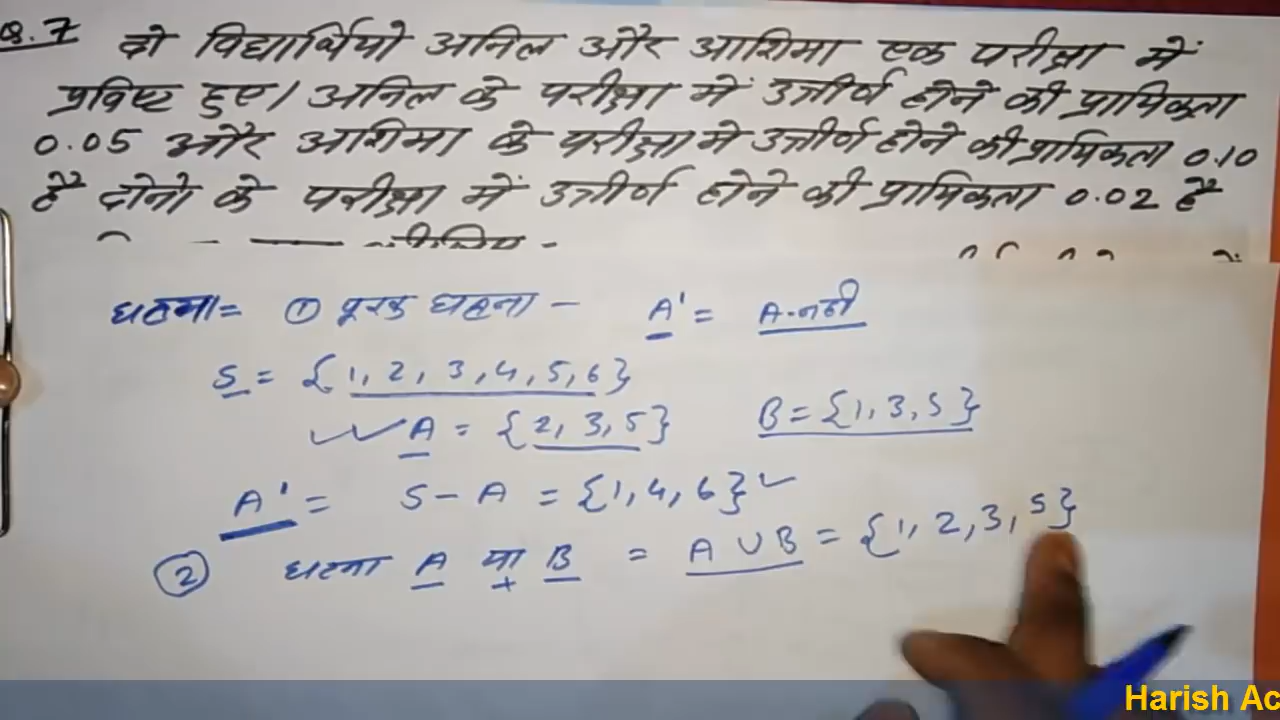 Q.7 दो विद्यार्थियो अनिल और आशिमा एक परीक्षा में
प्रविष्ट हुए। अनिल के परीक्षा में उत्तीर्ण होने की प्रायिकता
0.05 और आशिमा के परीक्षा मे उत्तीर्ण होने की प्रायिकता 0.10
है दोनो के परीक्षा में उत्तीर्ण होने की प्रायिकता 0.02 है
घटना= ① पूरक घटना - A' = A-नही
S = {1, 2, 3, 4, 5, 6}
A = {2, 3, 5} B = {1, 3, 5}
A' = S - A = {1, 4, 6}
② घटना A या B = A ∪ B = {1, 2, 3, 5}
+
Harish Ac